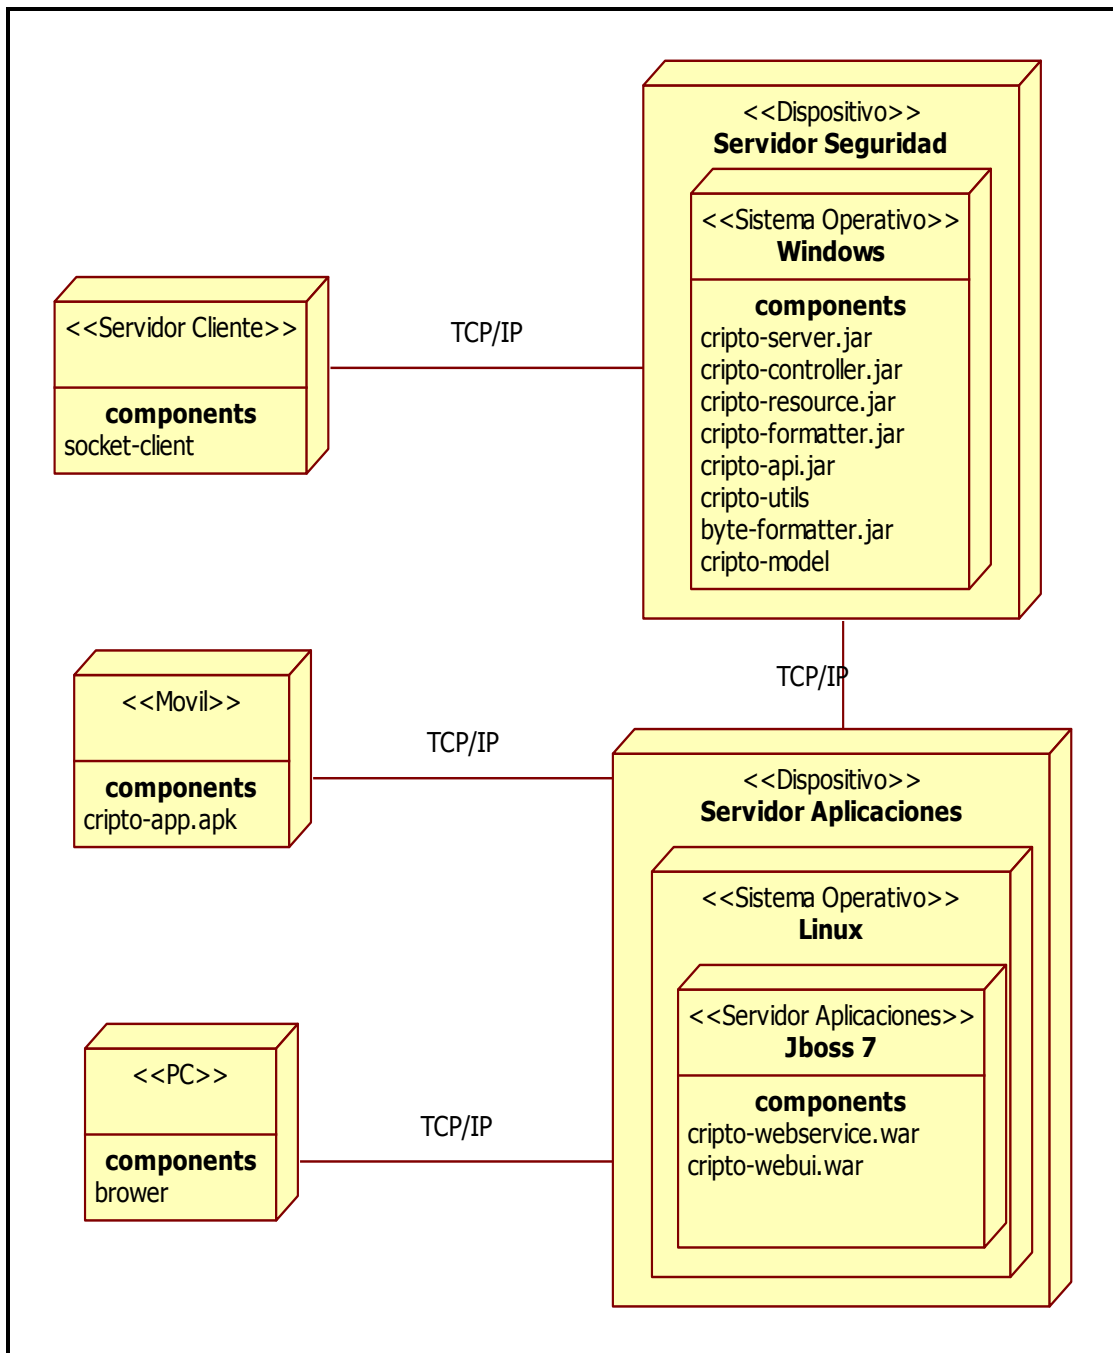 <<Dispositivo>>
Servidor Seguridad
<<Sistema Operativo>>
Windows
components
cripto-server.jar
cripto-controller.jar
cripto-resource.jar
cripto-formatter.jar
cripto-api.jar
cripto-utils
byte-formatter.jar
cripto-model
<<Servidor Cliente>>
components
socket-client
TCP/IP
TCP/IP
<<Movil>>
components
cripto-app.apk
TCP/IP
<<Dispositivo>>
Servidor Aplicaciones
<<Sistema Operativo>>
Linux
<<Servidor Aplicaciones>>
Jboss 7
components
cripto-webservice.war
cripto-webui.war
<<PC>>
components
brower
TCP/IP